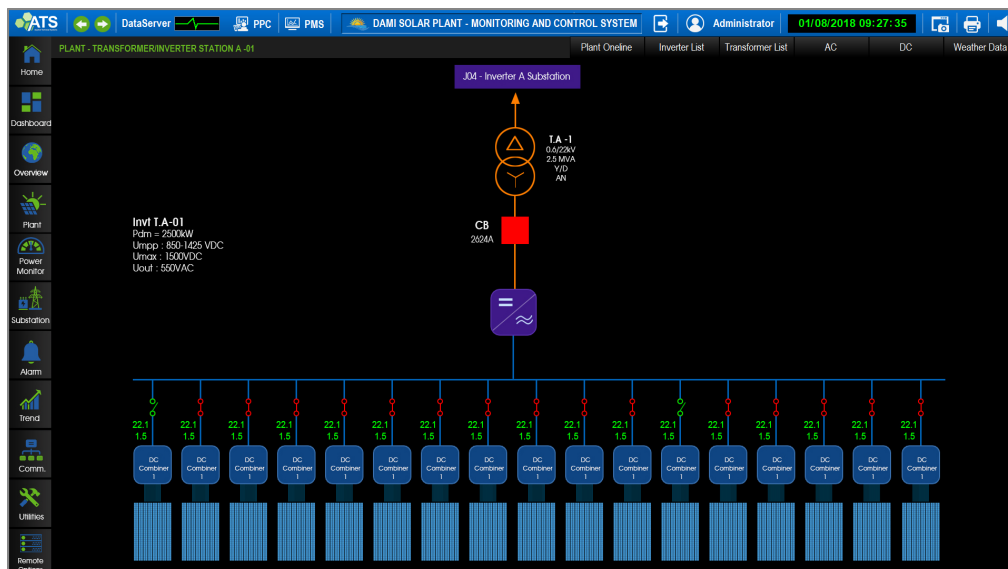 ATS
DataServer
PPC
PMS
DAMI SOLAR PLANT - MONITORING AND CONTROL SYSTEM
Administrator
01/08/2018 09:27:35
PLANT - TRANSFORMER/INVERTER STATION A -01
Plant Oneline
Inverter List
Transformer List
AC
DC
Weather Data
Home
Dashboard
Overview
Plant
Power
Monitor
Substation
Alarm
Trend
Comm.
Utilities
Remote
J04 - Inverter A Substation
T.A -1
0.6/22kV
2.5 MVA
Y/D
AN
CB
2624A
Invt T.A-01
Pdm = 2500kW
Umpp : 850-1425 VDC
Umax : 1500VDC
Uout : 550VAC
22.1 22.1 22.1 22.1 22.1 22.1 22.1 22.1 22.1 22.1 22.1 22.1 22.1 22.1 22.1 22.1 22.1
1.5 1.5 1.5 1.5 1.5 1.5 1.5 1.5 1.5 1.5 1.5 1.5 1.5 1.5 1.5 1.5 1.5
DC DC DC DC DC DC DC DC DC DC DC DC DC DC DC DC DC
Combiner Combiner Combiner Combiner Combiner Combiner Combiner Combiner Combiner Combiner Combiner Combiner Combiner Combiner Combiner Combiner Combiner
1 1 1 1 1 1 1 1 1 1 1 1 1 1 1 1 1